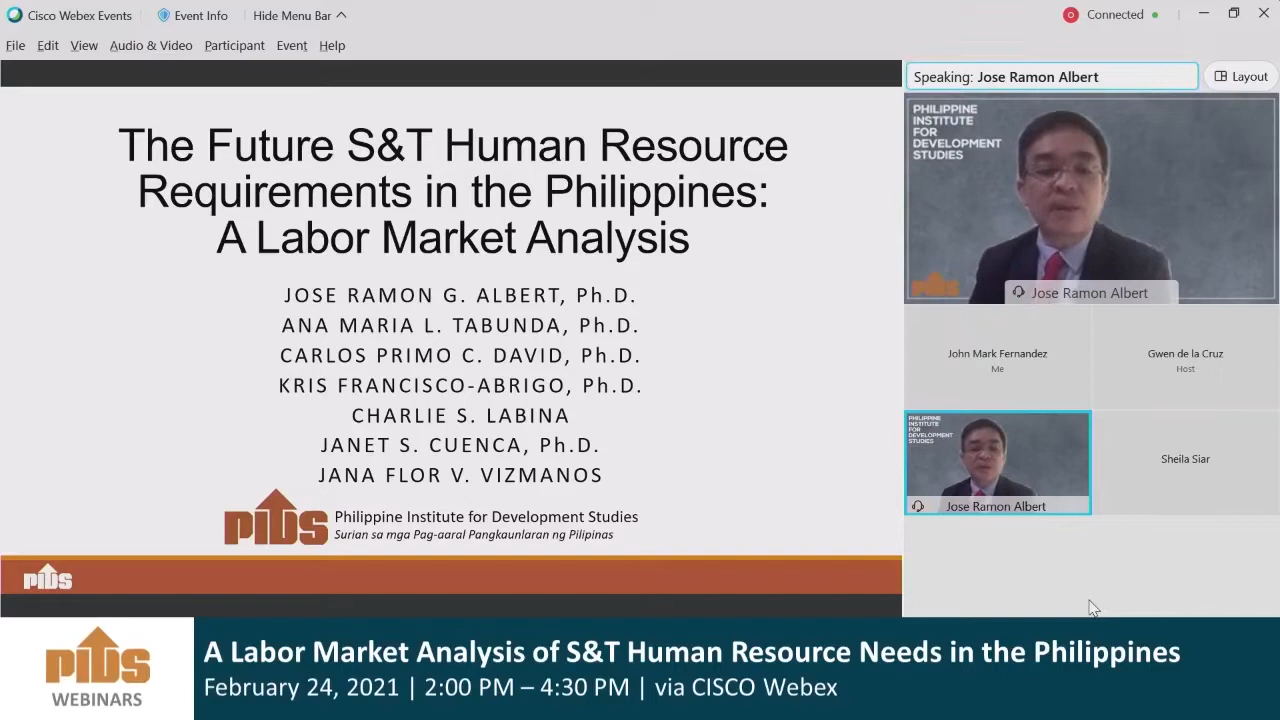 Cisco Webex Events
Event Info
Hide Menu Bar
Connected
File Edit View Audio & Video Participant Event Help
Speaking: Jose Ramon Albert
Layout
The Future S&T Human Resource
Requirements in the Philippines:
A Labor Market Analysis
JOSE RAMON G. ALBERT, Ph.D.
ANA MARIA L. TABUNDA, Ph.D.
CARLOS PRIMO C. DAVID, Ph.D.
KRIS FRANCISCO-ABRIGO, Ph.D.
CHARLIE S. LABINA
JANET S. CUENCA, Ph.D.
JANA FLOR V. VIZMANOS
PIDS
Philippine Institute for Development Studies
Surian sa mga Pag-aaral Pangkaunlaran ng Pilipinas
PIDS
PHILIPPINE
INSTITUTE
FOR
DEVELOPMENT
STUDIES
PIDS
Jose Ramon Albert
John Mark Fernandez
Me
Gwen de la Cruz
Host
PHILIPPINE
INSTITUTE
FOR
DEVELOPMENT
STUDIES
Jose Ramon Albert
Sheila Siar
PIDS
WEBINARS
A Labor Market Analysis of S&T Human Resource Needs in the Philippines
February 24, 2021 | 2:00 PM – 4:30 PM | via CISCO Webex